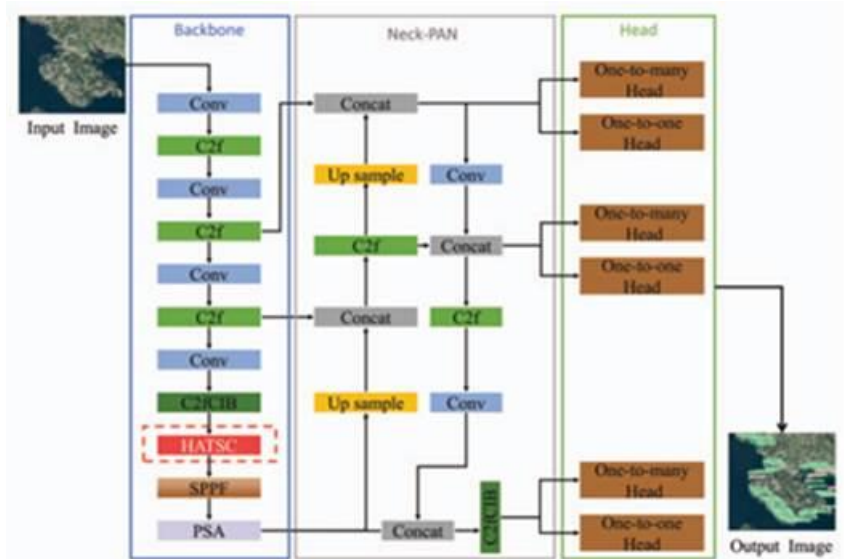 Backbone
Neck-PAN
Head
Input Image
Conv
C2f
Conv
C2f
Conv
C2f
Conv
C2fCIB
HATSC
SPPF
PSA
Concat
Up sample
C2f
Concat
Up sample
Conv
Concat
C2f
Conv
Concat
C2fCIB
One-to-many
Head
One-to-one
Head
One-to-many
Head
One-to-one
Head
One-to-many
Head
One-to-one
Head
Output Image